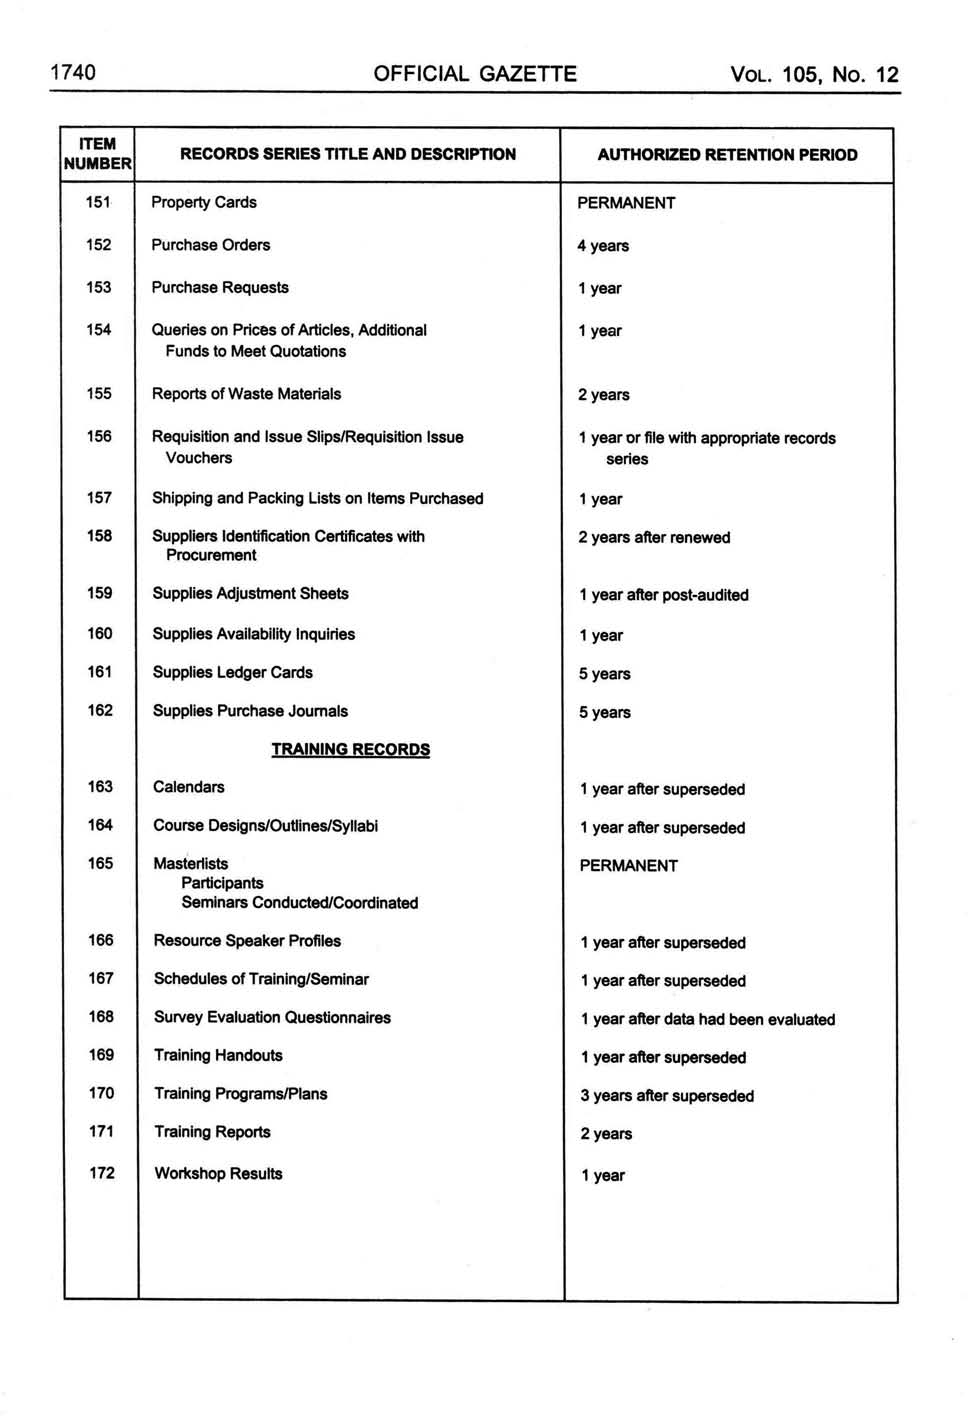 1740 OFFICIAL GAZETTE VOL. 105, NO. 12
ITEM NUMBER RECORDS SERIES TITLE AND DESCRIPTION AUTHORIZED RETENTION PERIOD
151 Property Cards PERMANENT
152 Purchase Orders 4 years
153 Purchase Requests 1 year
154 Queries on Prices of Articles, Additional 1 year
Funds to Meet Quotations
155 Reports of Waste Materials 2 years
156 Requisition and Issue Slips/Requisition Issue 1 year or file with appropriate records
Vouchers series
157 Shipping and Packing Lists on Items Purchased 1 year
158 Suppliers Identification Certificates with 2 years after renewed
Procurement
159 Supplies Adjustment Sheets 1 year after post-audited
160 Supplies Availability Inquiries 1 year
161 Supplies Ledger Cards 5 years
162 Supplies Purchase Journals 5 years
TRAINING RECORDS
163 Calendars 1 year after superseded
164 Course Designs/Outlines/Syllabi 1 year after superseded
165 Masterlists PERMANENT
Participants
Seminars Conducted/Coordinated
166 Resource Speaker Profiles 1 year after superseded
167 Schedules of Training/Seminar 1 year after superseded
168 Survey Evaluation Questionnaires 1 year after data had been evaluated
169 Training Handouts 1 year after superseded
170 Training Programs/Plans 3 years after superseded
171 Training Reports 2 years
172 Workshop Results 1 year